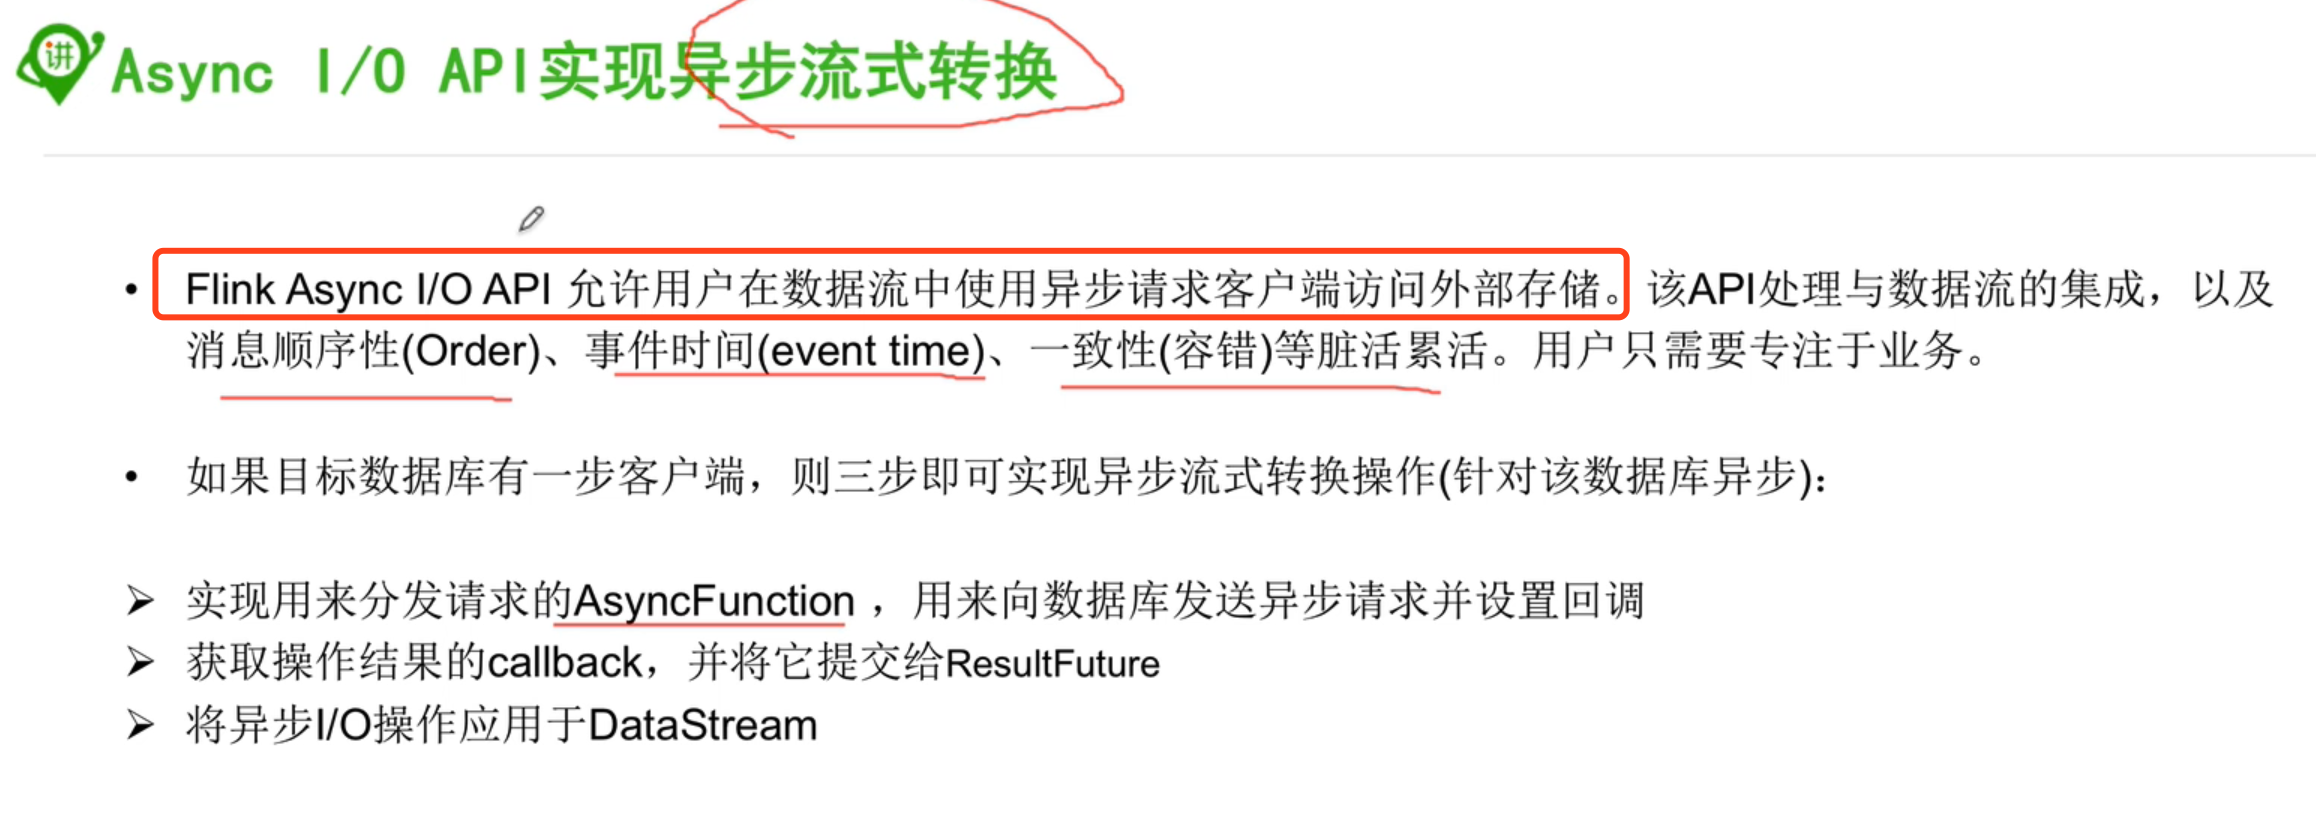 讲
Async I/O API实现异步流式转换
• Flink Async I/O API 允许用户在数据流中使用异步请求客户端访问外部存储。该API处理与数据流的集成，以及
消息顺序性(Order)、事件时间(event time)、一致性(容错)等脏活累活。用户只需要专注于业务。
• 如果目标数据库有一步客户端，则三步即可实现异步流式转换操作(针对该数据库异步)：
➢ 实现用来分发请求的AsyncFunction ，用来向数据库发送异步请求并设置回调
➢ 获取操作结果的callback，并将它提交给ResultFuture
➢ 将异步I/O操作应用于DataStream